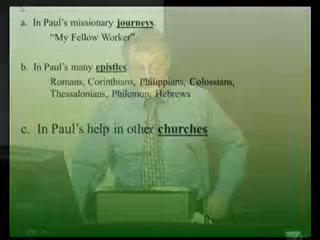 a. In Paul's missionary journeys.
"My Fellow Worker"
b. In Paul's many epistles.
Romans, Corinthians, Philippians, Colossians,
Thessalonians, Philemon, Hebrews
c. In Paul's help in other churches